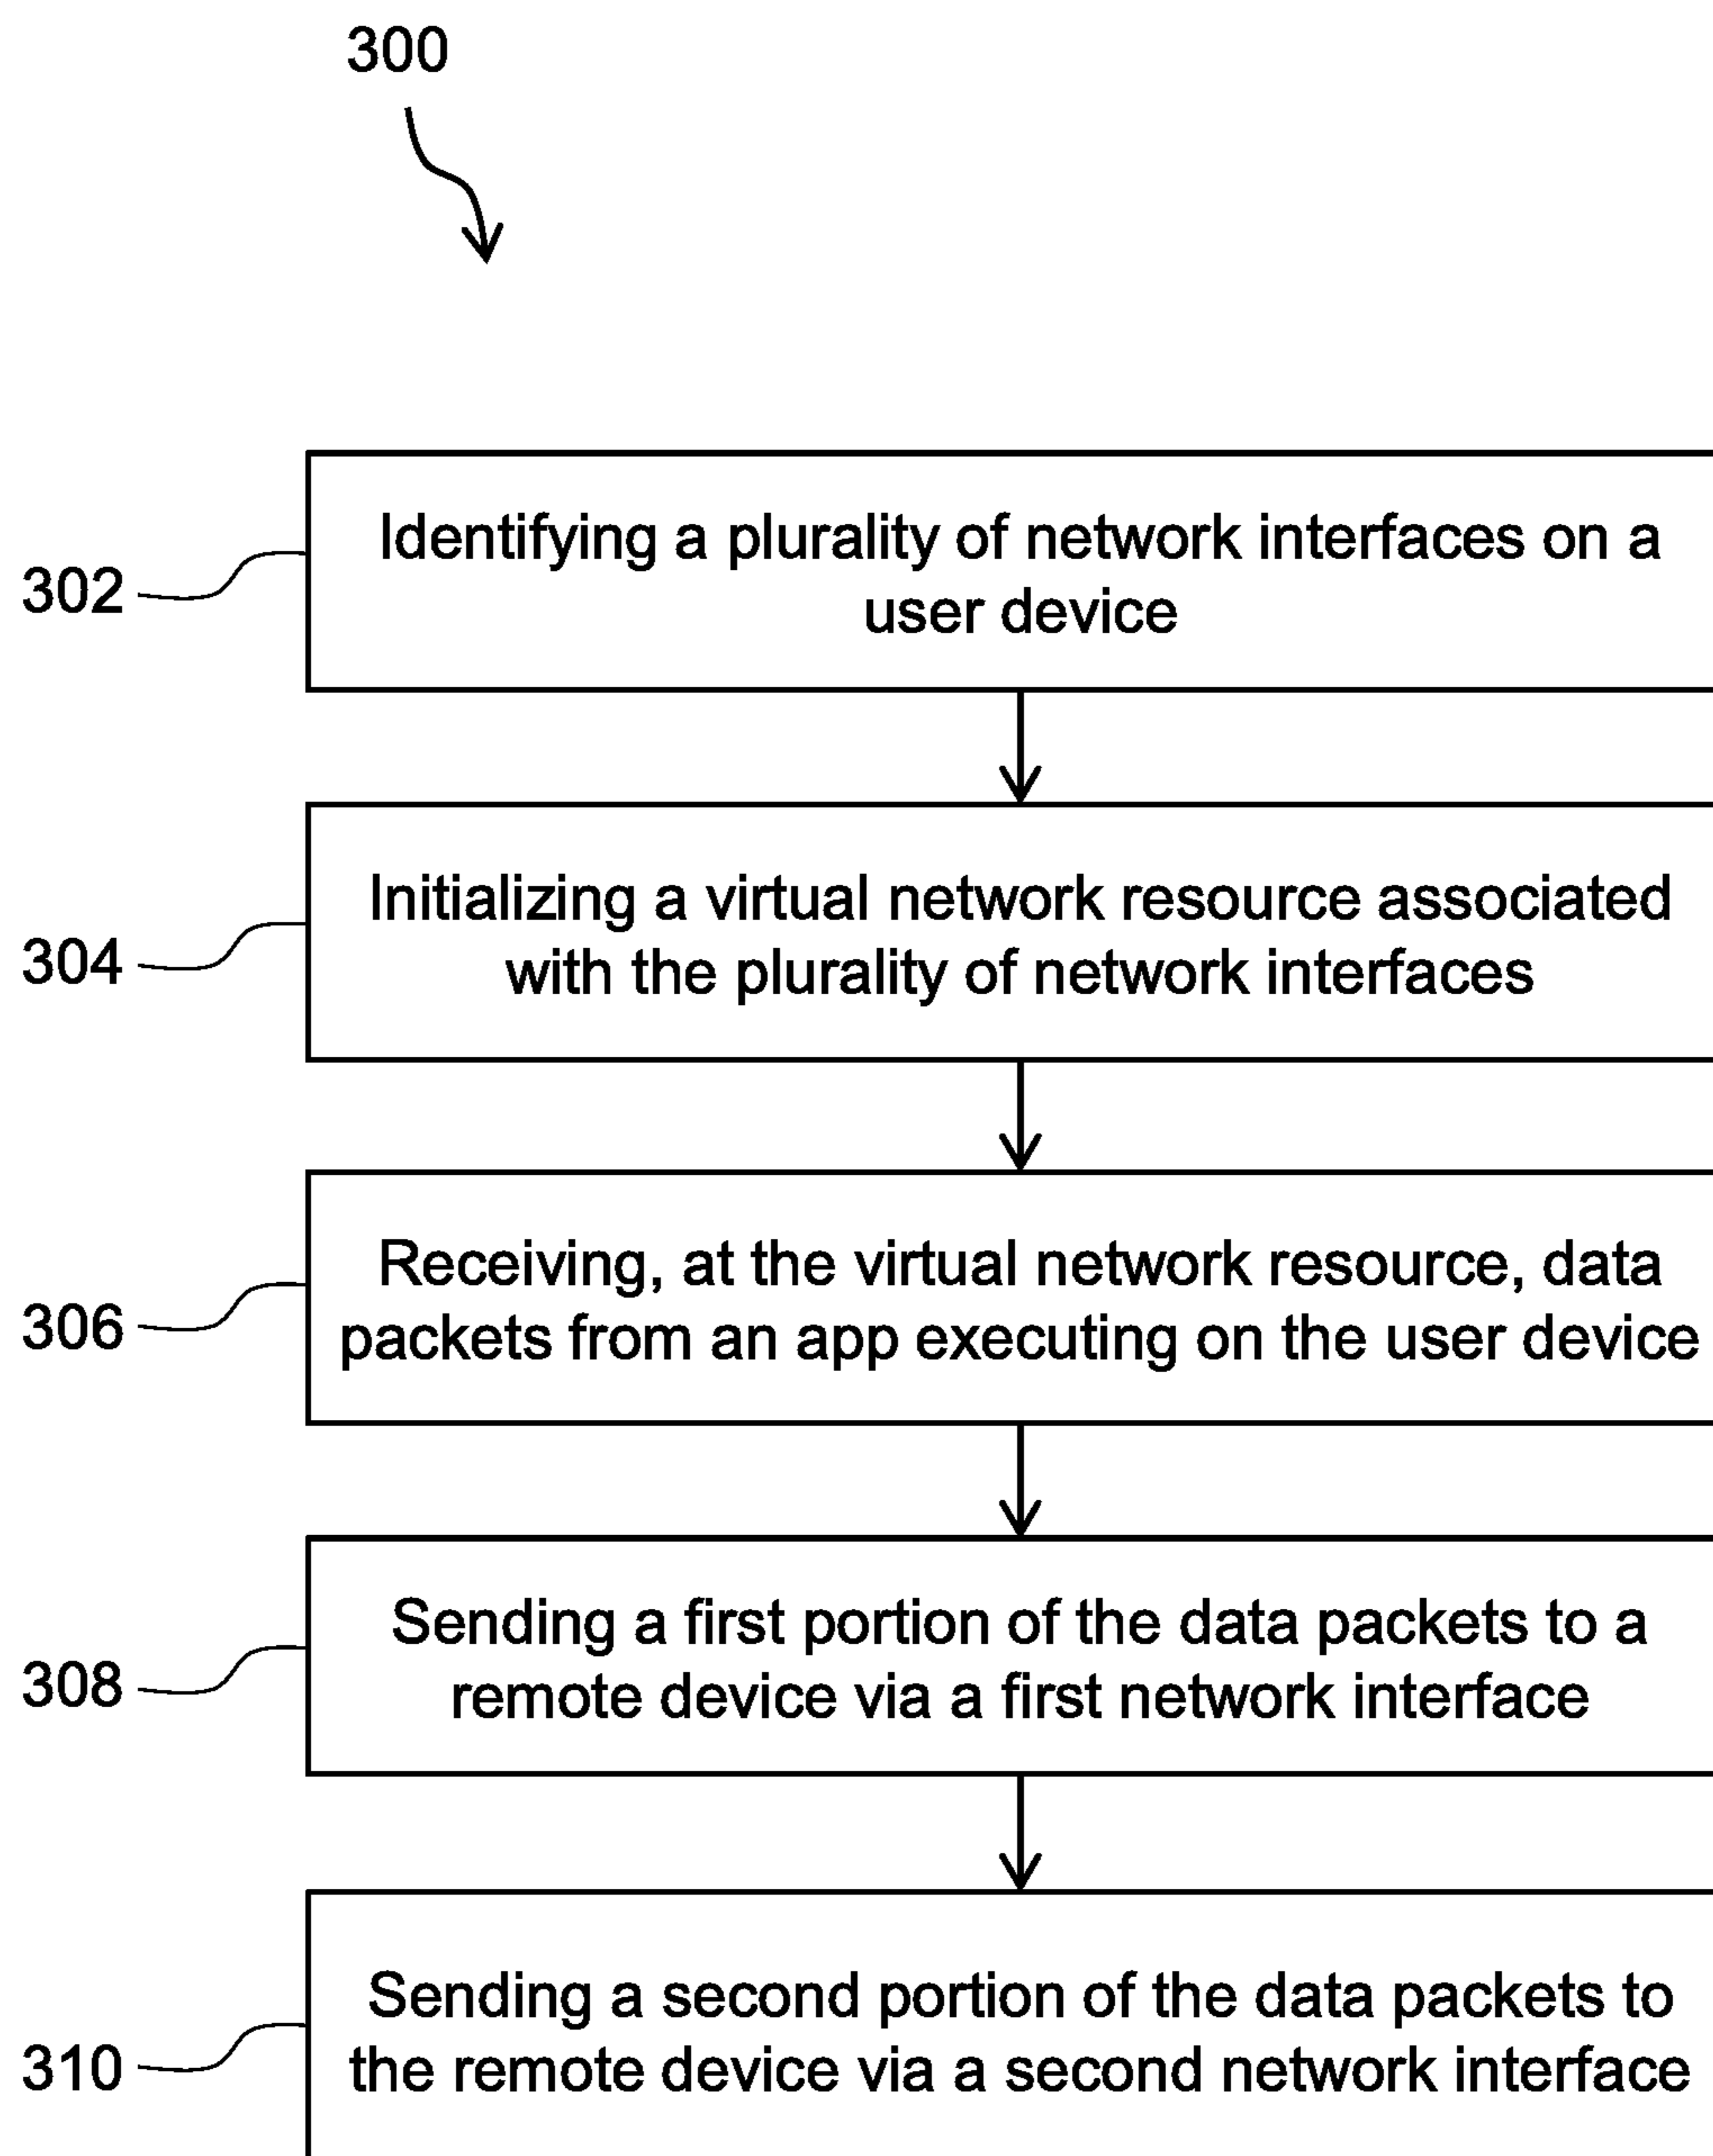 300
302
Identifying a plurality of network interfaces on a
user device
304
Initializing a virtual network resource associated
with the plurality of network interfaces
306
Receiving, at the virtual network resource, data
packets from an app executing on the user device
308
Sending a first portion of the data packets to a
remote device via a first network interface
310
Sending a second portion of the data packets to
the remote device via a second network interface